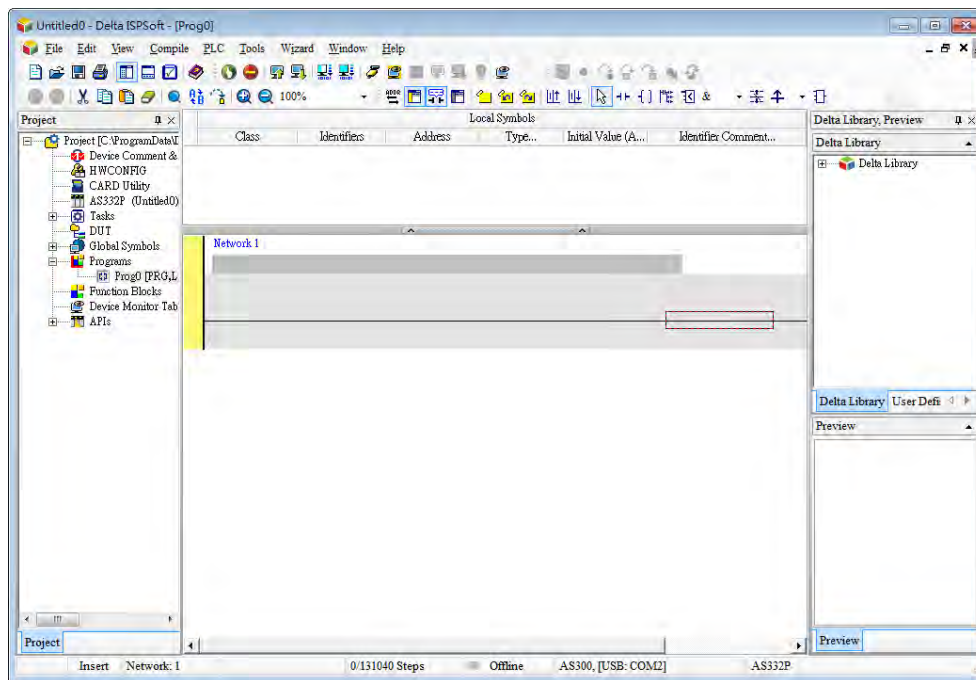 Untitled0 - Delta ISPSoft - [Prog0]
File Edit View Compile PLC Tools Wizard Window Help
100%
Project
Project [C:\ProgramData\D
Device Comment &
HWCONFIG
CARD Utility
AS332P (Untitled0)
Tasks
DUT
Global Symbols
Programs
Prog0 [PRG,L
Function Blocks
Device Monitor Tab
APIs
Project
Local Symbols
Class Identifiers Address Type... Initial Value (A... Identifier Comment...
Network 1
Delta Library, Preview
Delta Library
Delta Library
Delta Library User Defi
Preview
Preview
Insert Network: 1 0/131040 Steps Offline AS300, [USB: COM2] AS332P